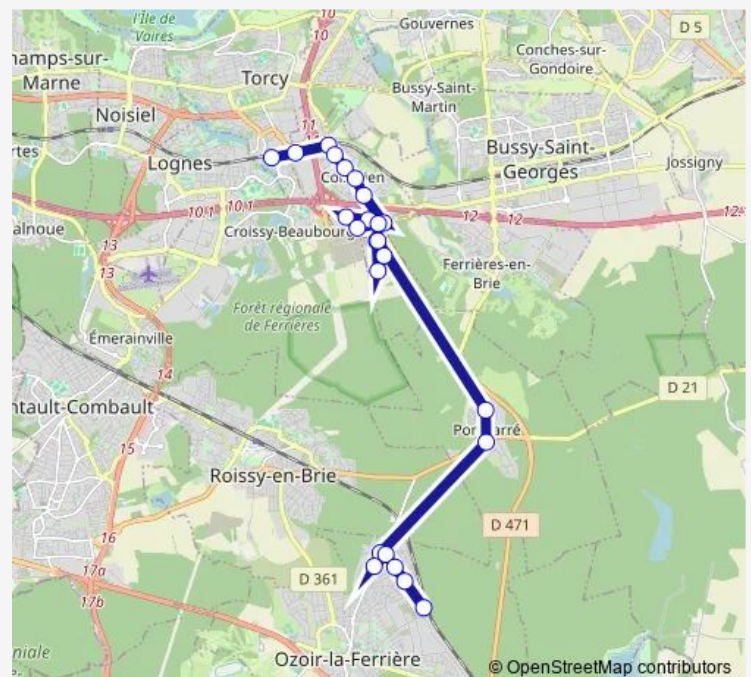 l'Île de
Vaires
10
10
Gouvernes
D 5
Conches-sur-
Gondoire
hamps-sur-
Marne
Torcy
Bussy-Saint-
Martin
Noisiel
11
Bussy-Saint-
Georges
Lognes
Jossigny
10.1
10.1
12
12
12.
Croissy-Beaubourg
13
13
Ferrières-en-
Brie
Forêt régionale
de Ferrières
Émerainville
14
D 21
ntault-Combault
15
Roissy-en-Brie
D 471
16
17a
17b
D 361
niale
Ozoir-la-Ferrière
© OpenStreetMap contributors